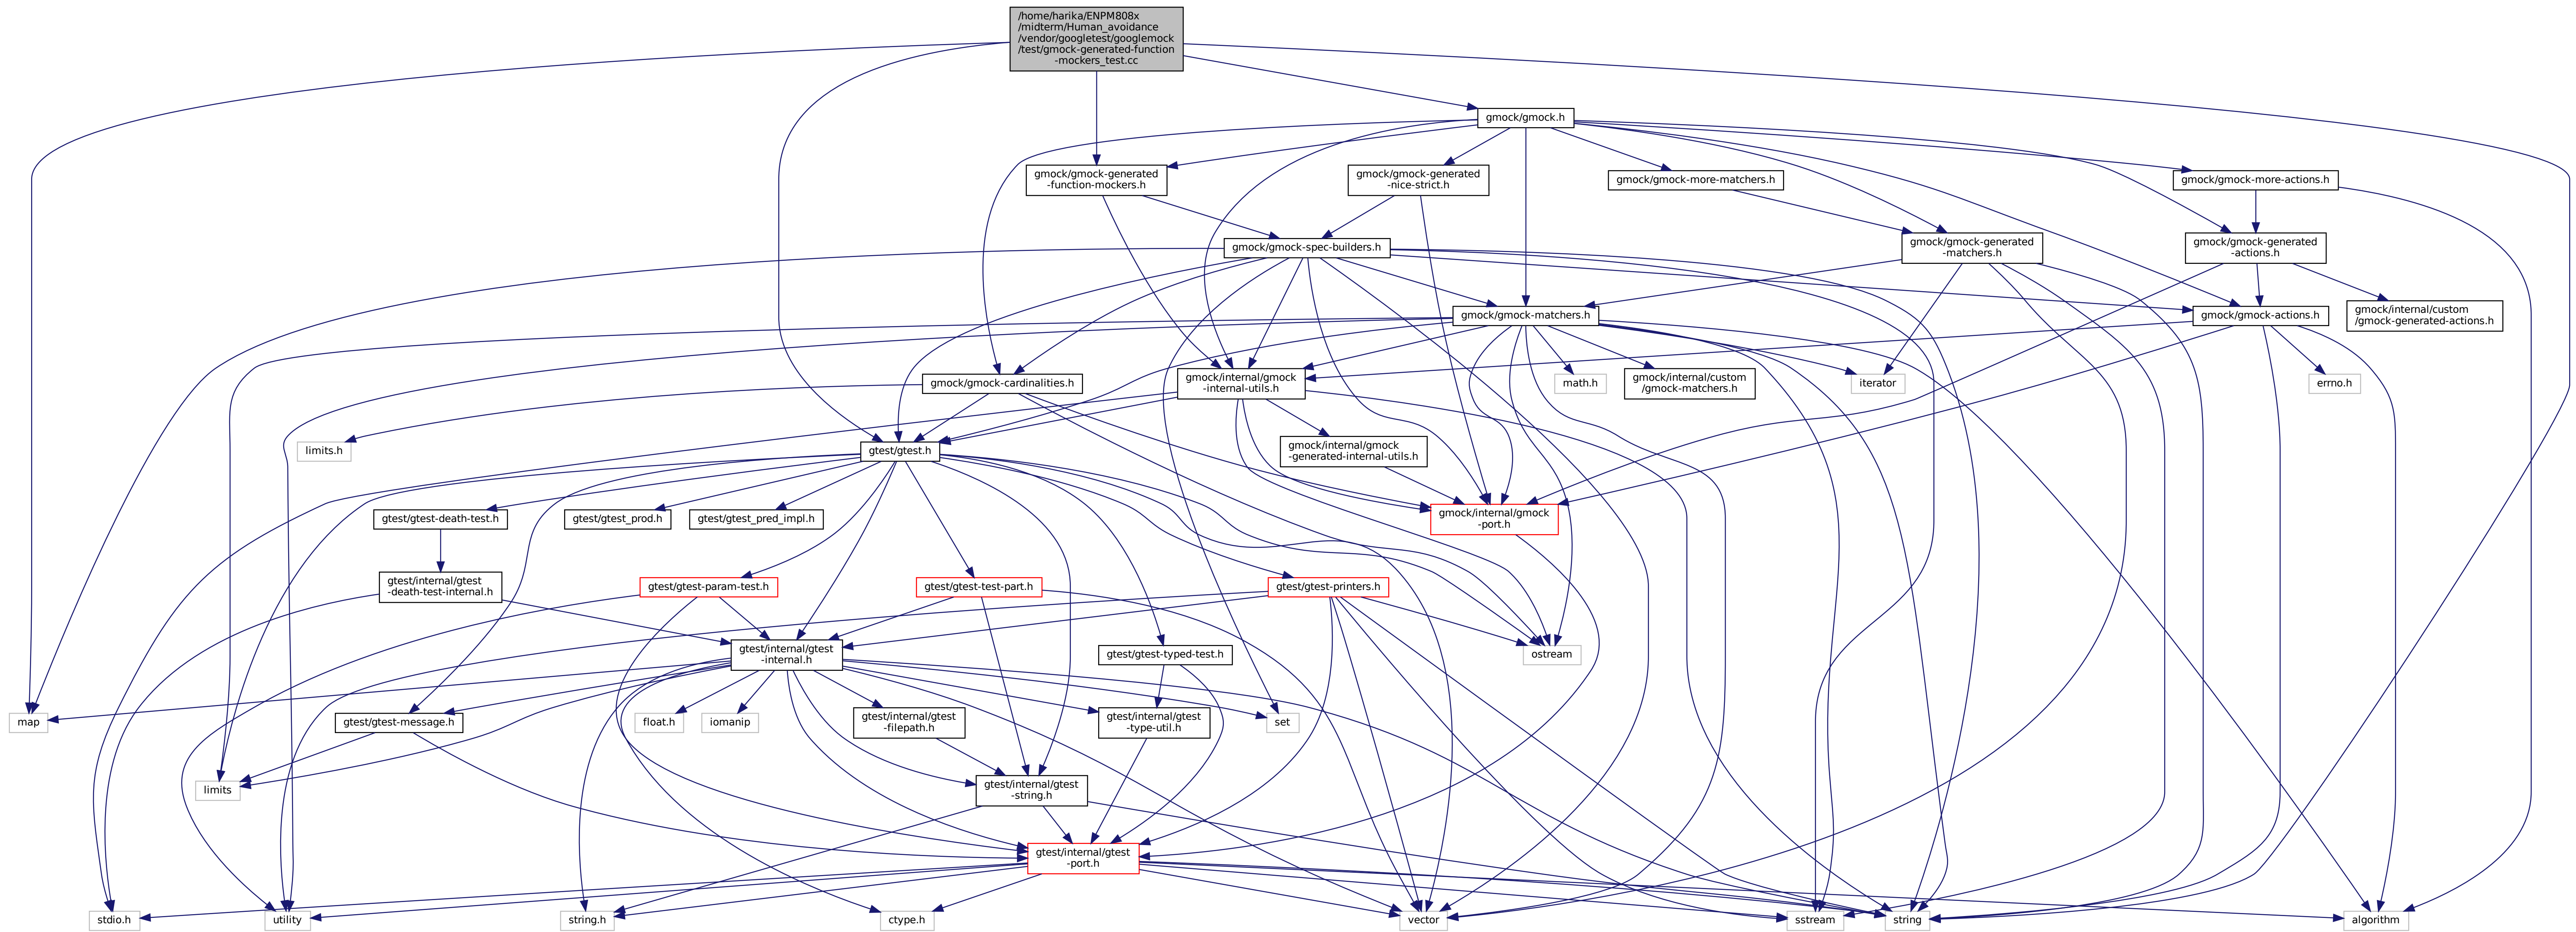 /home/harika/ENPM808x
/midterm/Human_avoidance
/vendor/googletest/googlemock
/test/gmock-generated-function
-mockers_test.cc
gmock/gmock.h
gmock/gmock-generated
-function-mockers.h
gmock/gmock-generated
-nice-strict.h
gmock/gmock-more-matchers.h
gmock/gmock-more-actions.h
gmock/gmock-spec-builders.h
gmock/gmock-generated
-matchers.h
gmock/gmock-generated
-actions.h
gmock/gmock-matchers.h
gmock/gmock-actions.h
gmock/internal/custom
/gmock-generated-actions.h
gmock/gmock-cardinalities.h
gmock/internal/gmock
-internal-utils.h
math.h
gmock/internal/custom
/gmock-matchers.h
iterator
errno.h
limits.h
gtest/gtest.h
gmock/internal/gmock
-generated-internal-utils.h
gtest/gtest-death-test.h
gtest/gtest_prod.h
gtest/gtest_pred_impl.h
gmock/internal/gmock
-port.h
gtest/internal/gtest
-death-test-internal.h
gtest/gtest-param-test.h
gtest/gtest-test-part.h
gtest/gtest-printers.h
gtest/internal/gtest
-internal.h
gtest/gtest-typed-test.h
ostream
map
gtest/gtest-message.h
float.h
iomanip
gtest/internal/gtest
-filepath.h
gtest/internal/gtest
-type-util.h
set
limits
gtest/internal/gtest
-string.h
gtest/internal/gtest
-port.h
stdio.h
utility
string.h
ctype.h
vector
sstream
string
algorithm